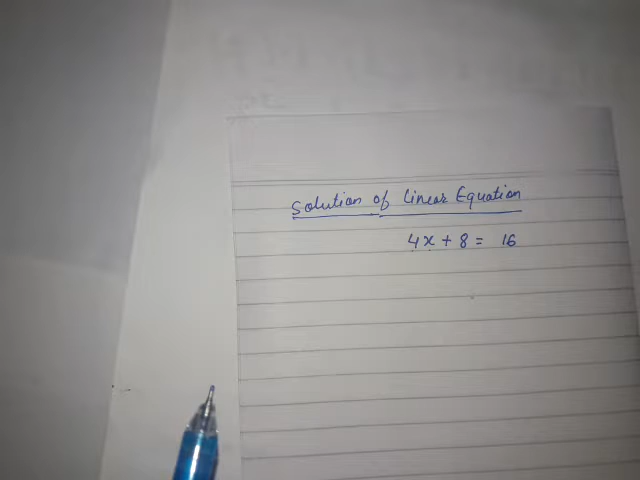 Solution of Linear Equation
4x + 8 = 16